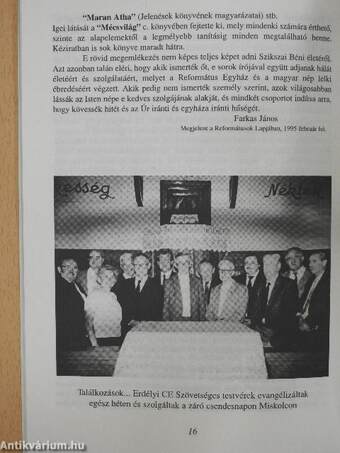 "Maran Atha" (Jelenések könyvének magyarázatai) stb.
Igei látásait a "Mécsvilág" c. könyvében fejtette ki, mely mindenki számára érthető,
szinte az alapelemektől a legmélyebb tanításig minden megtalálható benne.
Kéziratban is sok könyve maradt hátra.
E rövid megemlékezés nem képes teljes képet adni Szikszai Béni életéről.
Azt azonban talán eléri, hogy akik ismerték őt, e sorok írójával együtt adjanak hálát
életéért és szolgálatáért, melyet a Református Egyház és a magyar nép lelki
ébredéséért végzett. Akik pedig nem ismerték személy szerint, azok világosabban
lássák az Isten népe e kedves szolgájának alakját, és mindkét csoportot indítsa arra,
hogy kövessék hitét és az Úr iránti és egyháza iránti hűségét.
Farkas János
Megjelent a Reformátusok Lapjában, 1995 február hó.
esség Néktek
Találkozások... Erdélyi CE Szövetséges testvérek evangélizáltak
egész héten és szolgáltak a záró csendesnapon Miskolcon
16
Antikvárium.hu